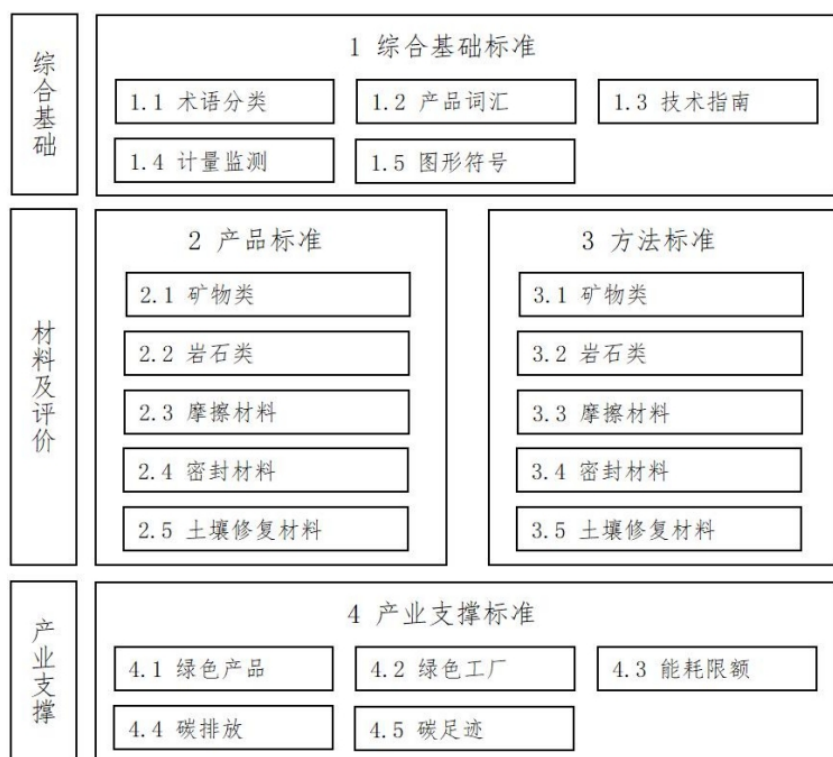 综合基础
1 综合基础标准
1.1 术语分类
1.2 产品词汇
1.3 技术指南
1.4 计量监测
1.5 图形符号
材料及评价
2 产品标准
2.1 矿物类
2.2 岩石类
2.3 摩擦材料
2.4 密封材料
2.5 土壤修复材料
3 方法标准
3.1 矿物类
3.2 岩石类
3.3 摩擦材料
3.4 密封材料
3.5 土壤修复材料
产业支撑
4 产业支撑标准
4.1 绿色产品
4.2 绿色工厂
4.3 能耗限额
4.4 碳排放
4.5 碳足迹